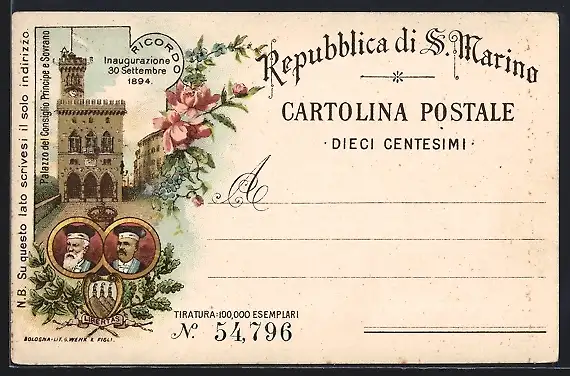 N.B. Su questo lato scrivesi il solo indirizzo.
Palazzo del Consiglio Principe e Sovrano
RICORDO
Inaugurazione
30 Settembre
1894.
Repubblica di S. Marino
CARTOLINA POSTALE
DIECI CENTESIMI
A
LIBERTAS
TIRATURA: 100,000 ESEMPLARI
No. 54,796
BOLOGNA-LIT. G. WENK E FIGLI.